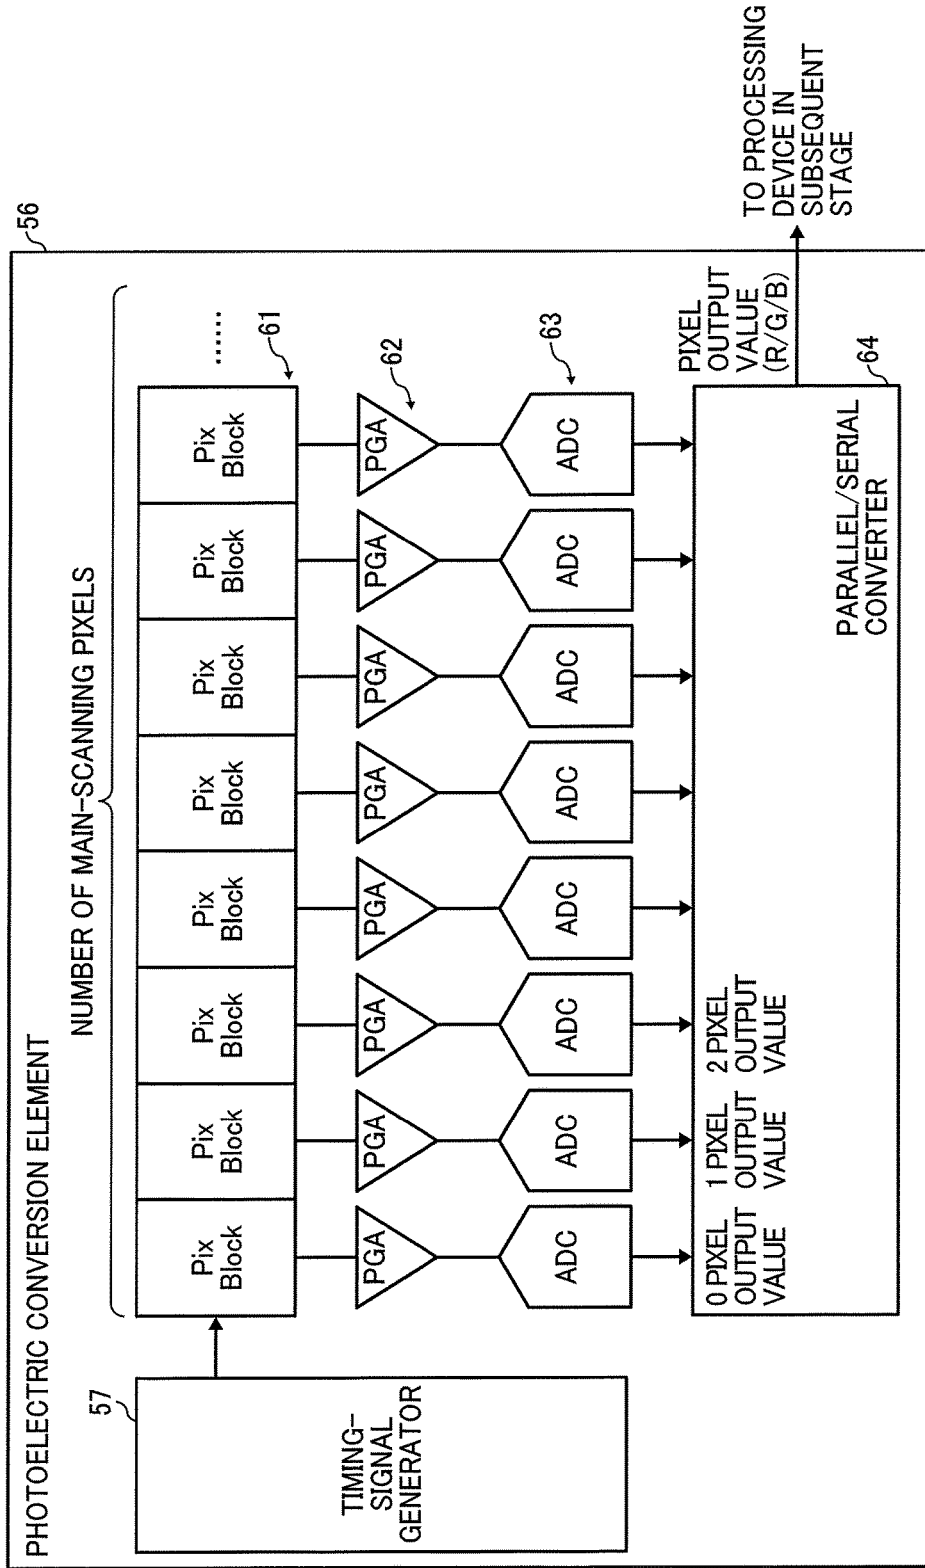 PHOTOELECTRIC CONVERSION ELEMENT
56
NUMBER OF MAIN-SCANNING PIXELS
57
TIMING-
SIGNAL
GENERATOR
Pix
Block
Pix
Block
Pix
Block
Pix
Block
Pix
Block
Pix
Block
Pix
Block
Pix
Block
......
61
PGA
PGA
PGA
PGA
PGA
PGA
PGA
PGA
62
ADC
ADC
ADC
ADC
ADC
ADC
ADC
ADC
63
0 PIXEL
OUTPUT
VALUE
1 PIXEL
OUTPUT
VALUE
2 PIXEL
OUTPUT
VALUE
PARALLEL/SERIAL
CONVERTER
64
PIXEL
OUTPUT
VALUE
(R/G/B)
TO PROCESSING
DEVICE IN
SUBSEQUENT
STAGE